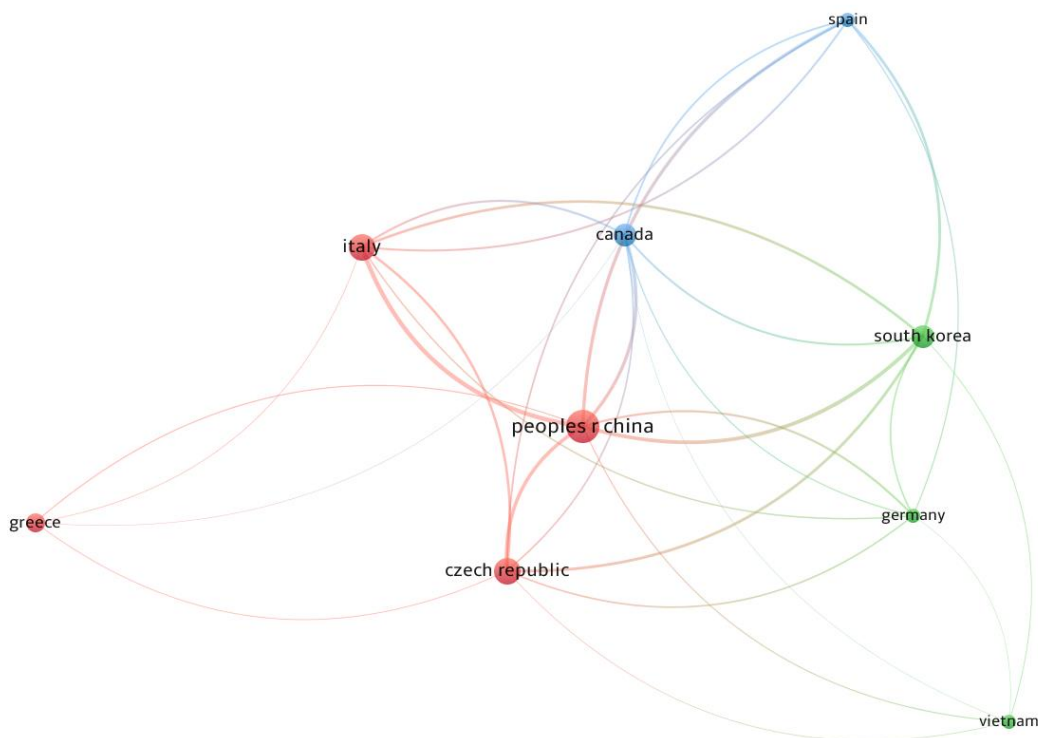 spain
canada
italy
south korea
peoples r china
germany
greece
czech republic
vietnam